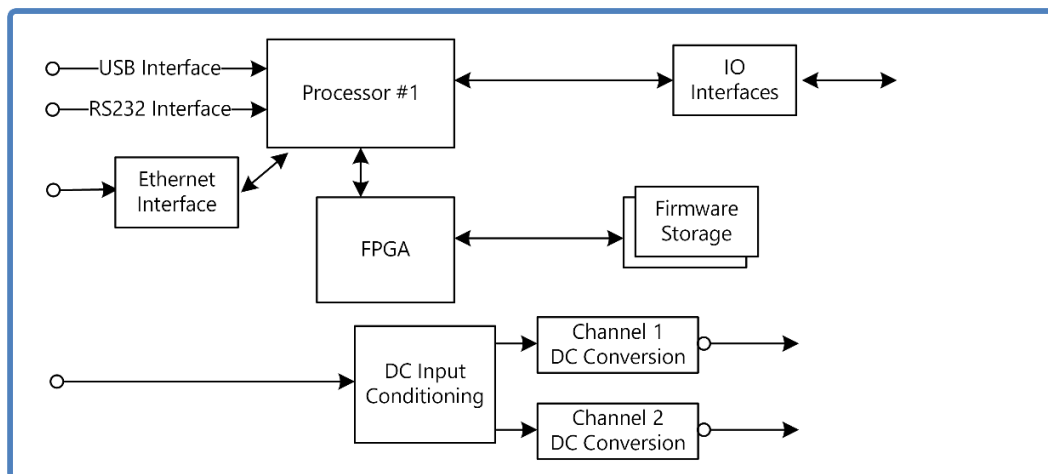 USB Interface
RS232 Interface
Processor #1
IO
Interfaces
Ethernet
Interface
FPGA
Firmware
Storage
DC Input
Conditioning
Channel 1
DC Conversion
Channel 2
DC Conversion